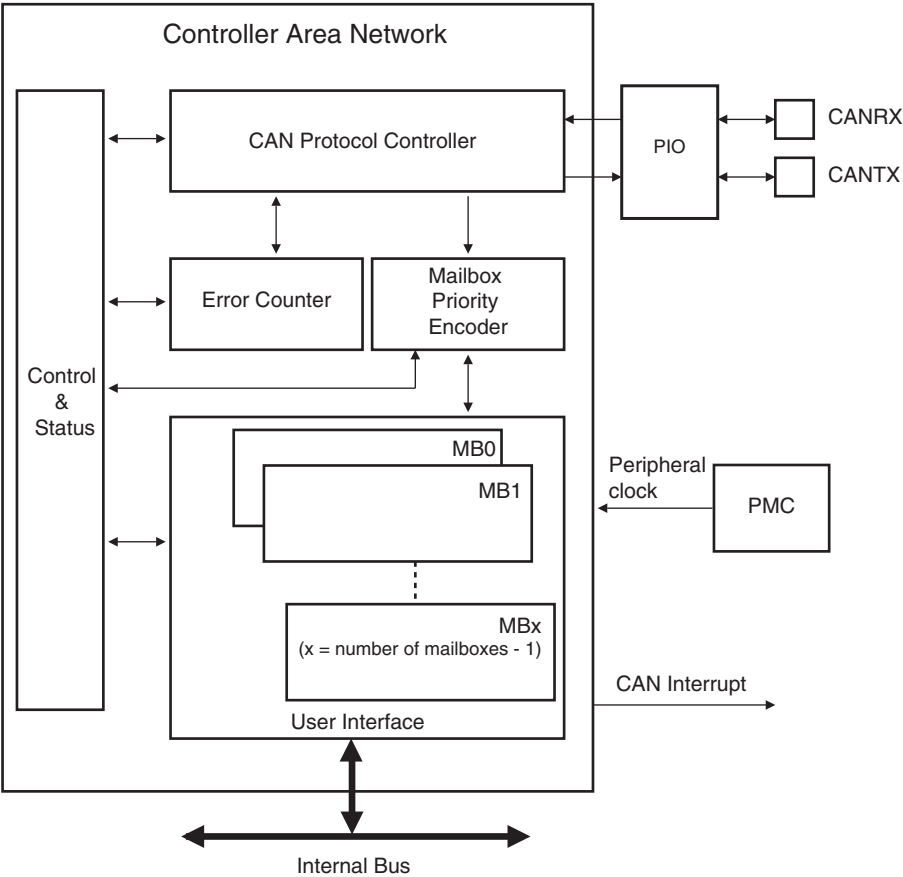 Controller Area Network
CAN Protocol Controller
PIO
CANRX
CANTX
Error Counter
Mailbox
Priority
Encoder
Control
&
Status
MB0
MB1
Peripheral
clock
PMC
MBx
(x = number of mailboxes - 1)
CAN Interrupt
User Interface
Internal Bus